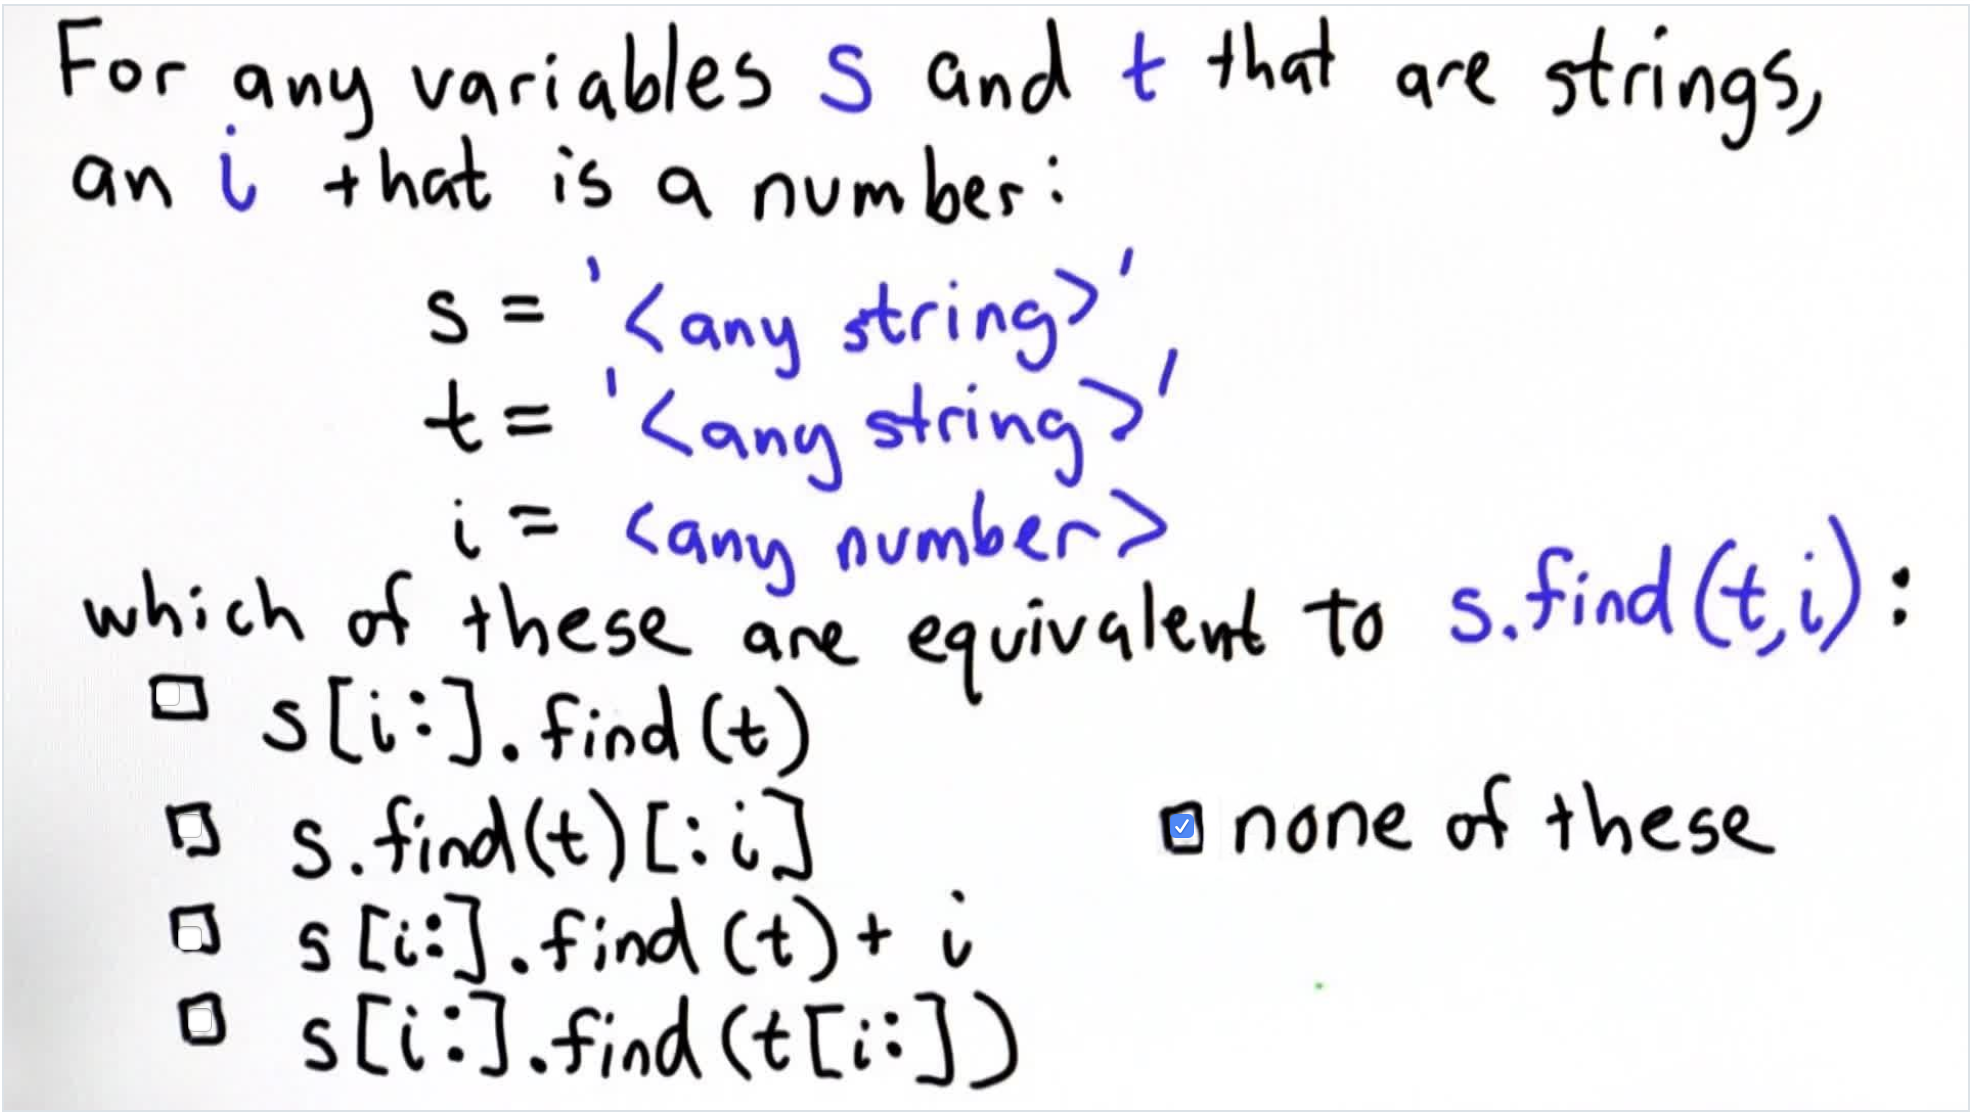 For any variables s and t that are strings,
an i that is a number:
s = '<any string>'
t = '<any string>'
i = <any number>
which of these are equivalent to s.find(t,i):
s[i:].find(t)
s.find(t)[:i]
s[i:].find(t) + i
s[i:].find(t[i:])
none of these